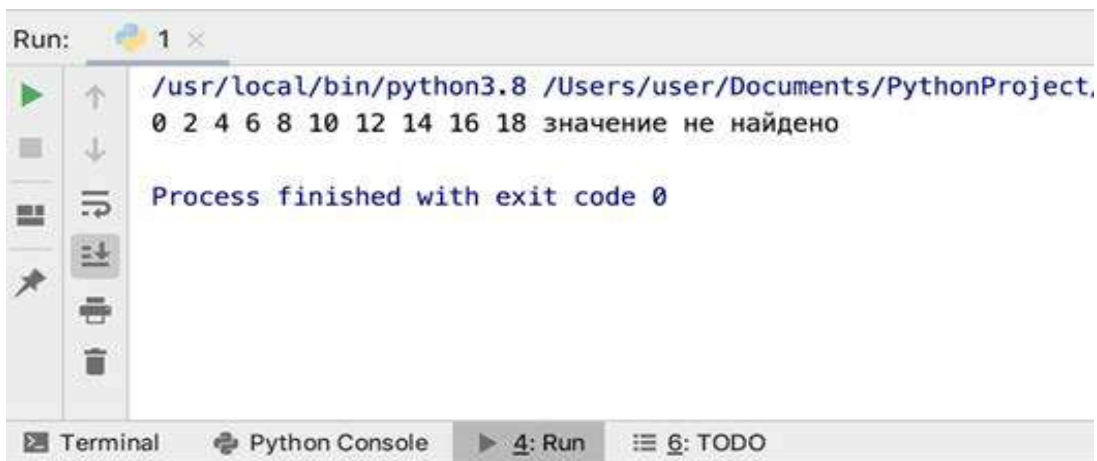 Run: 1
/usr/local/bin/python3.8 /Users/user/Documents/PythonProject/
0 2 4 6 8 10 12 14 16 18 значение не найдено
Process finished with exit code 0
Terminal Python Console 4: Run 6: TODO